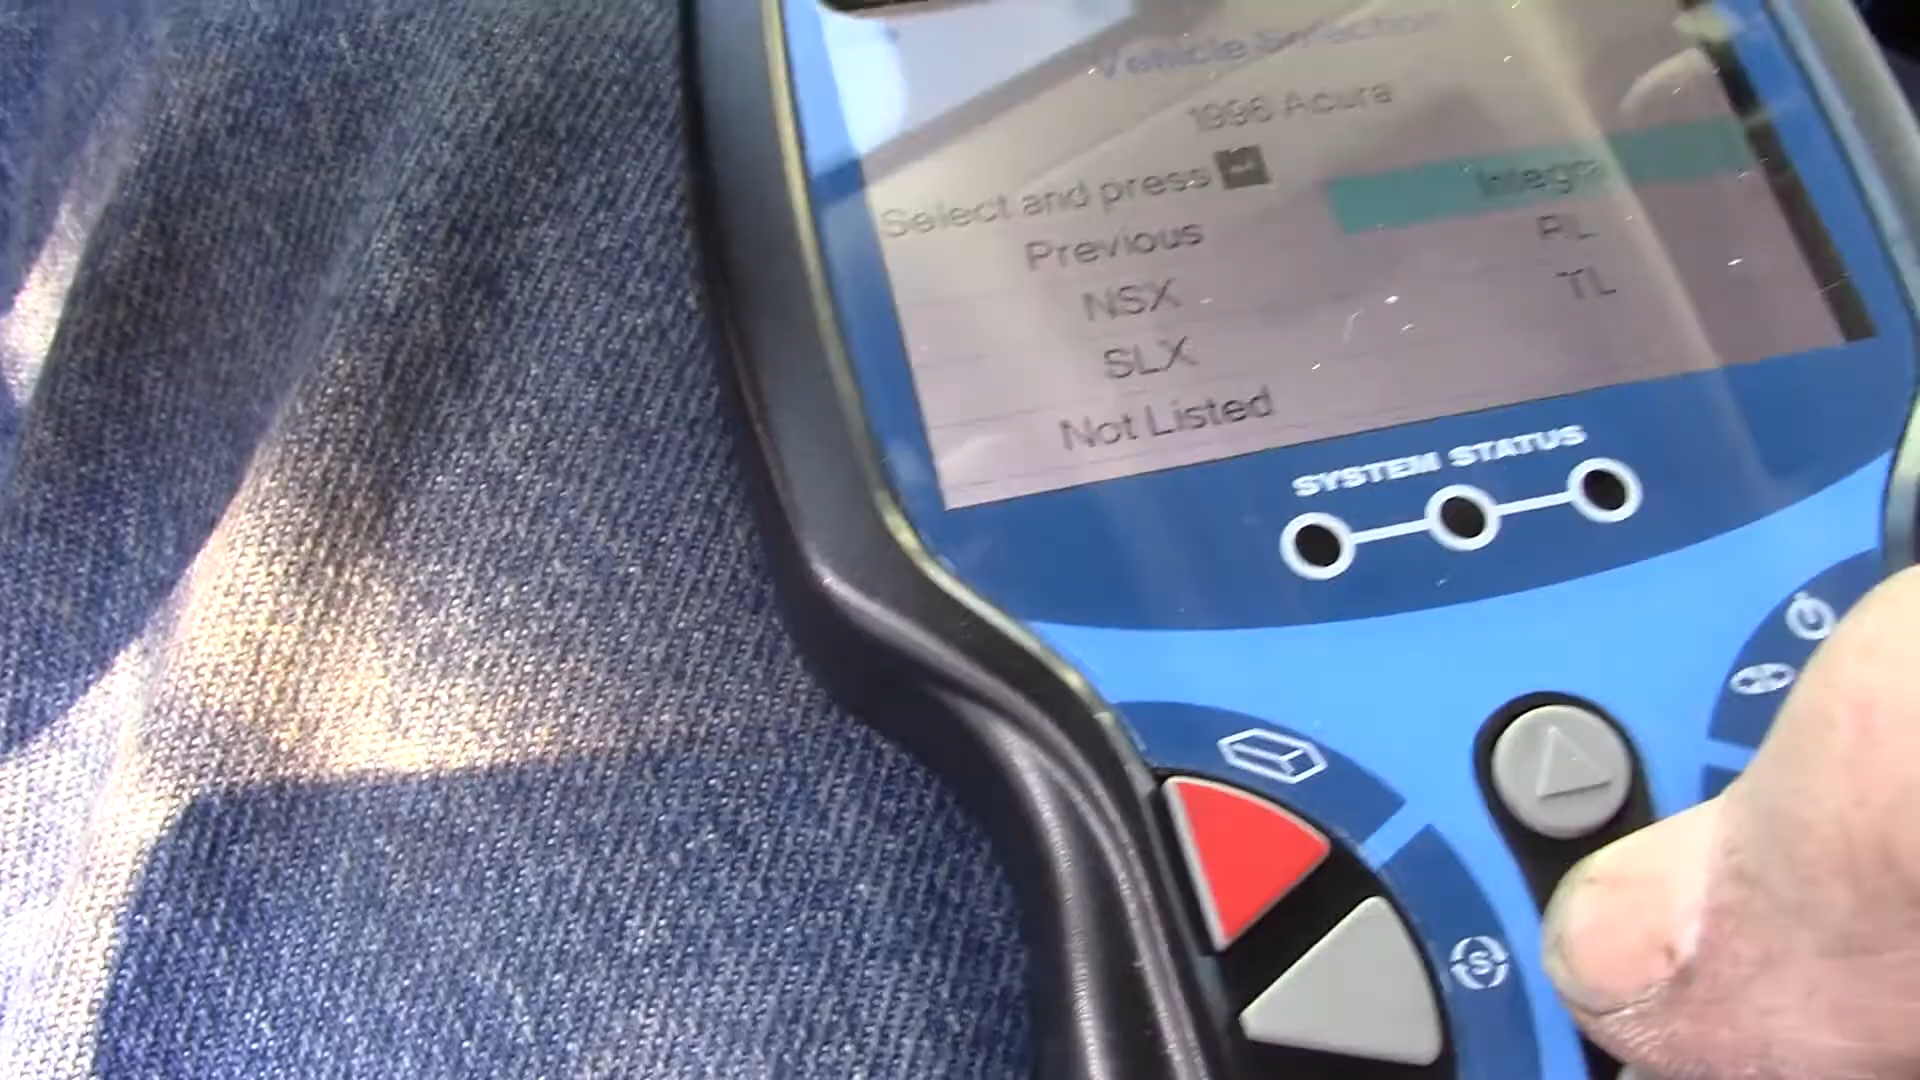 Vehicle Selection
1996 Acura
Select and press
Previous Integra
NSX RL
SLX TL
Not Listed
SYSTEM STATUS
S